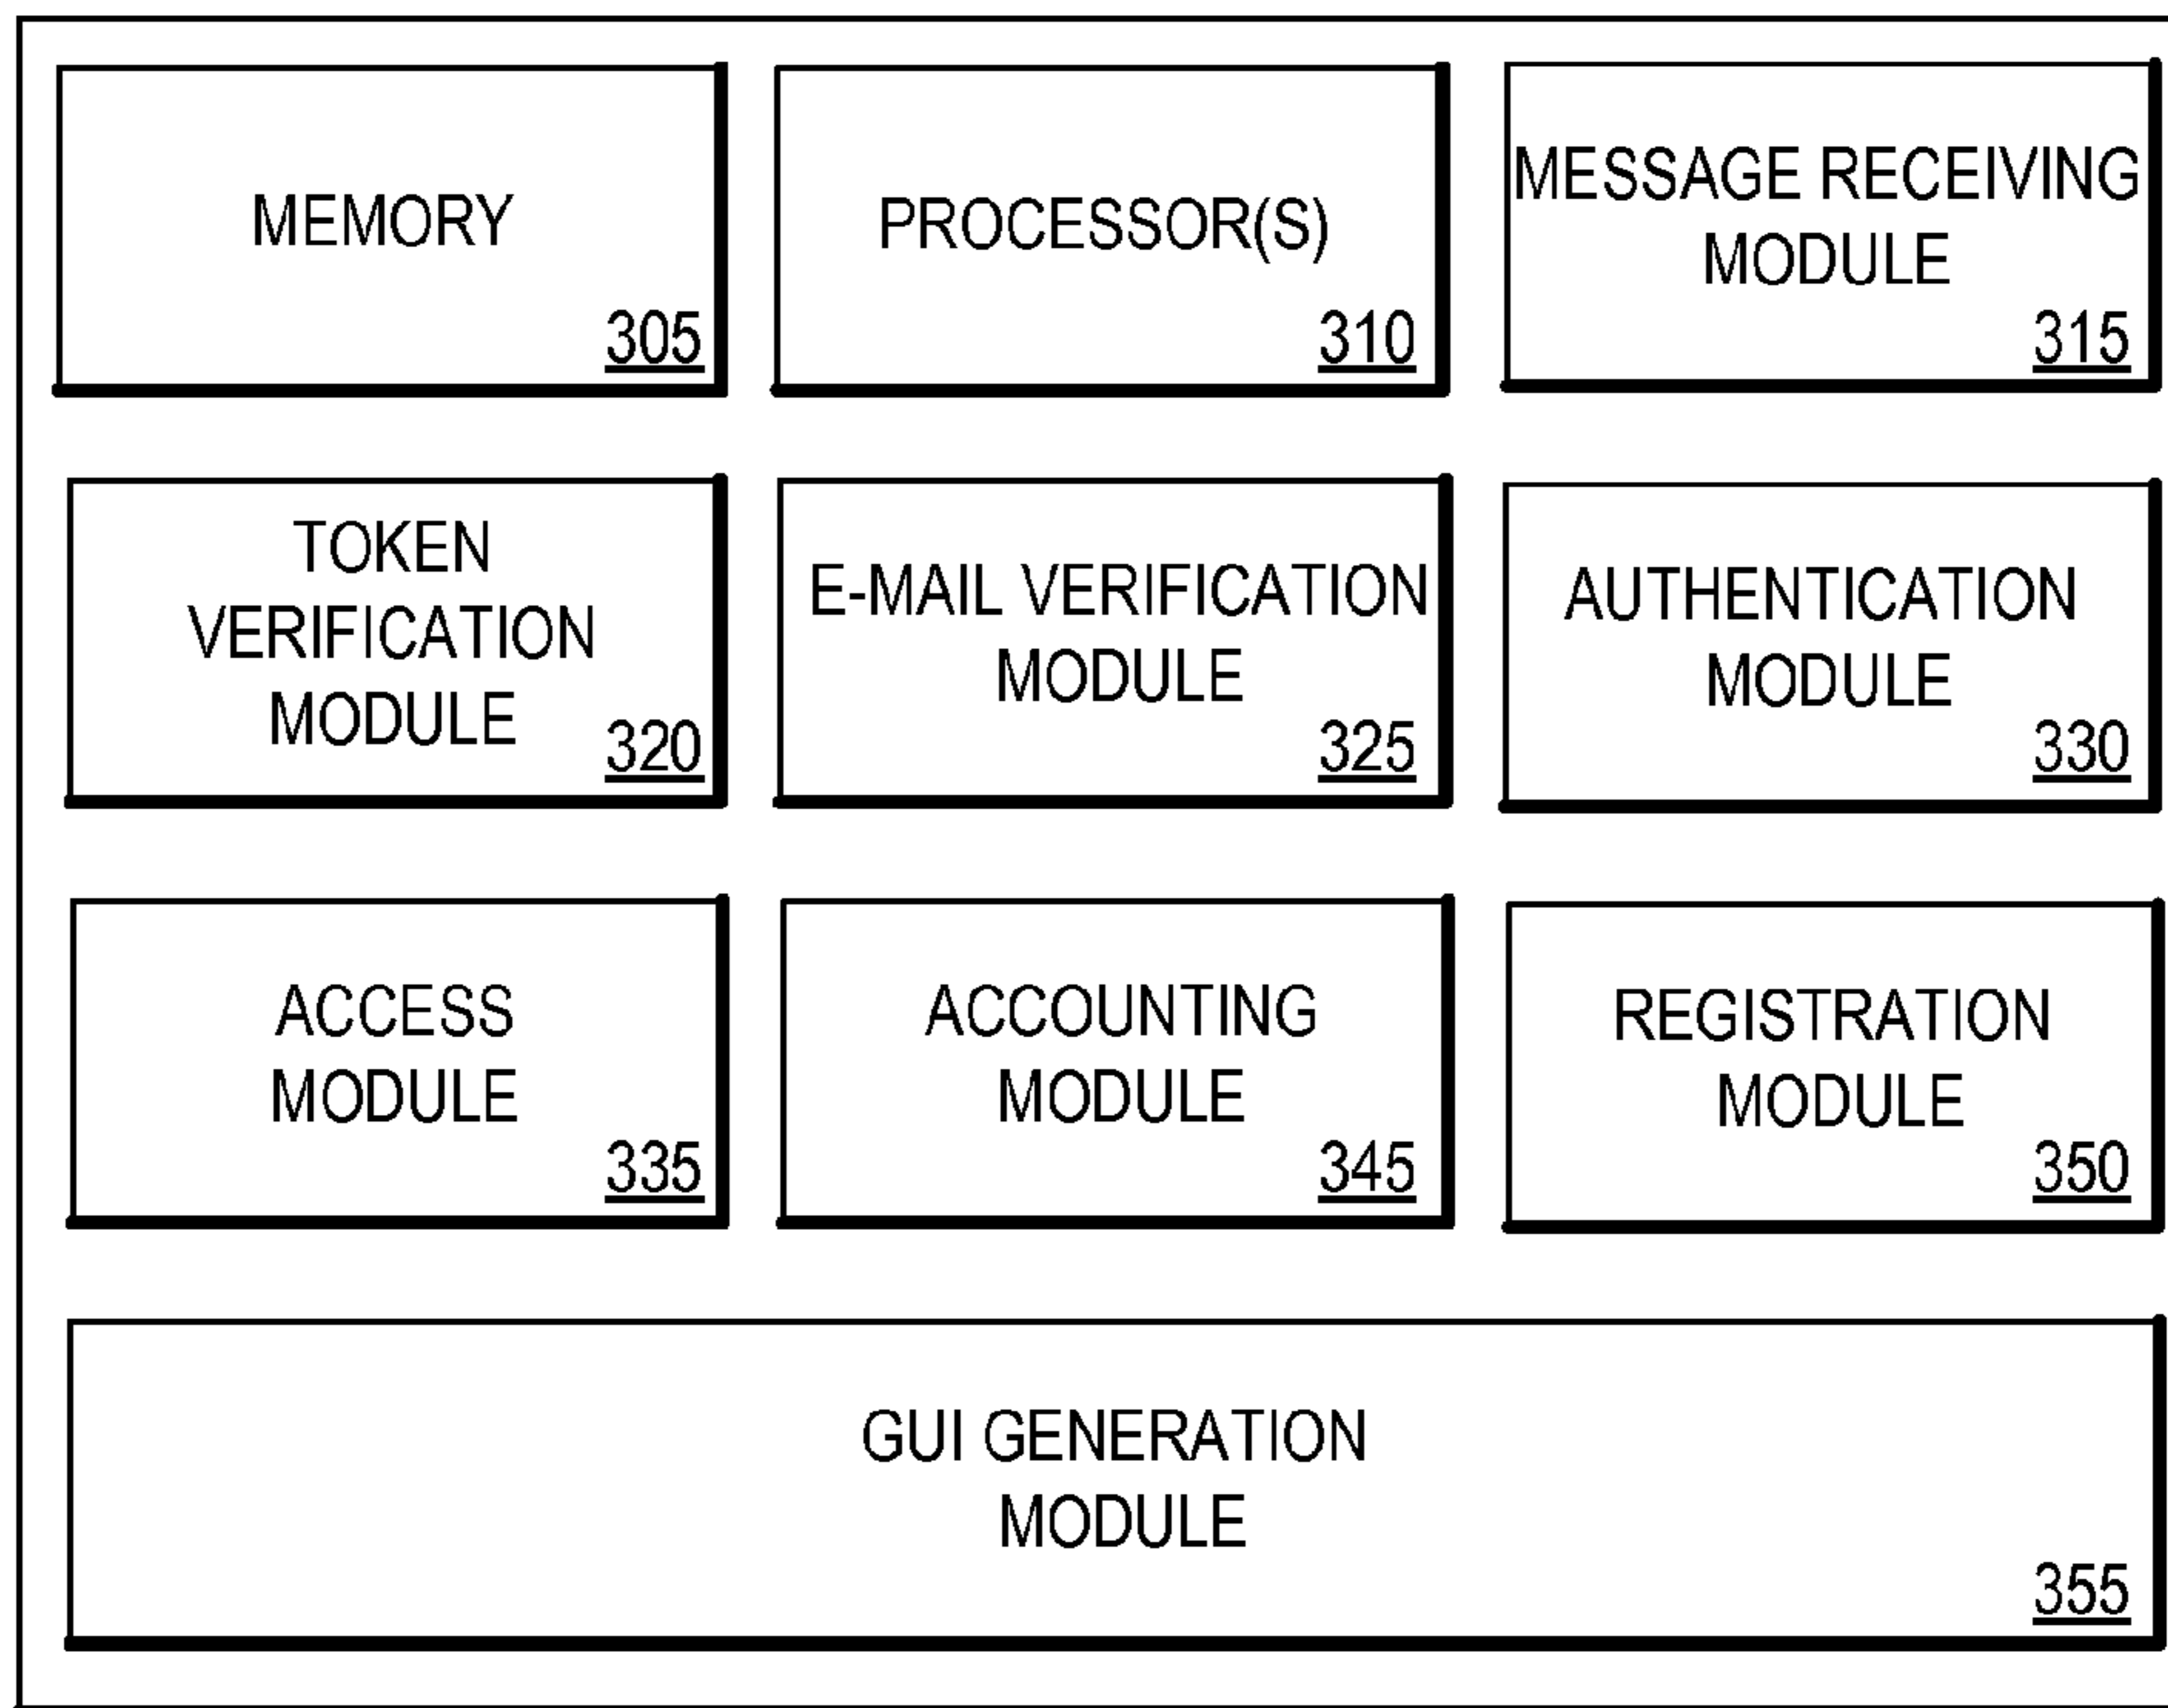 MEMORY
305
PROCESSOR(S)
310
MESSAGE RECEIVING
MODULE
315
TOKEN
VERIFICATION
MODULE
320
E-MAIL VERIFICATION
MODULE
325
AUTHENTICATION
MODULE
330
ACCESS
MODULE
335
ACCOUNTING
MODULE
345
REGISTRATION
MODULE
350
GUI GENERATION
MODULE
355